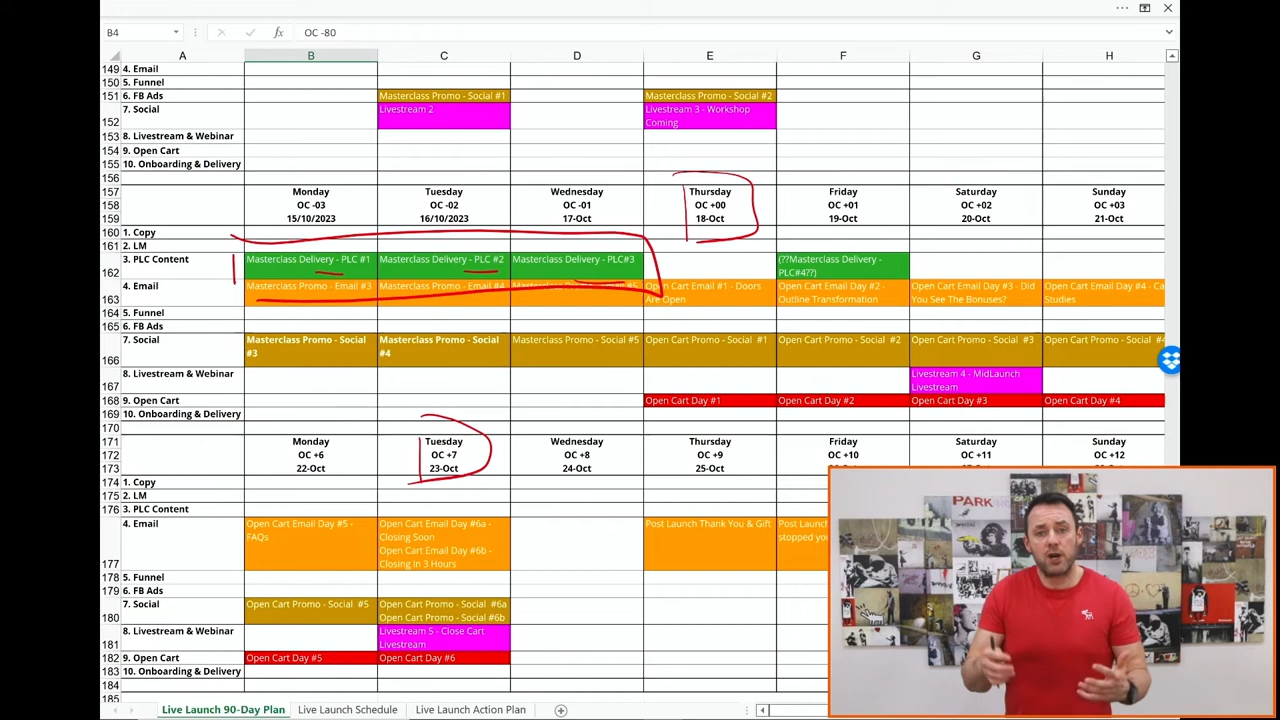 B4 fx OC -80
A B C D E F G H
149 4. Email
150 5. Funnel
151 6. FB Ads Masterclass Promo - Social #1 Masterclass Promo - Social #2
7. Social Livestream 2 Livestream 3 - Workshop
152 Coming
153 8. Livestream & Webinar
154 9. Open Cart
155 10. Onboarding & Delivery
156
157 Monday Tuesday Wednesday Thursday Friday Saturday Sunday
158 OC -03 OC -02 OC -01 OC +00 OC +01 OC +02 OC +03
159 15/10/2023 16/10/2023 17-Oct 18-Oct 19-Oct 20-Oct 21-Oct
160 1. Copy
161 2. LM
3. PLC Content Masterclass Delivery - PLC #1 Masterclass Delivery - PLC #2 Masterclass Delivery - PLC#3 (??Masterclass Delivery -
162 PLC#4??)
4. Email Masterclass Promo - Email #3 Masterclass Promo - Email #4 Masterclass Promo - Email #5 Open Cart Email #1 - Doors Open Cart Email Day #2 - Open Cart Email Day #3 - Did Open Cart Email Day #4 - Ca
163 Are Open Outline Transformation You See The Bonuses? Studies
164 5. Funnel
165 6. FB Ads
7. Social Masterclass Promo - Social Masterclass Promo - Social Masterclass Promo - Social #5 Open Cart Promo - Social #1 Open Cart Promo - Social #2 Open Cart Promo - Social #3 Open Cart Promo - Social #4
166 #3 #4
8. Livestream & Webinar Livestream 4 - MidLaunch
167 Livestream
168 9. Open Cart Open Cart Day #1 Open Cart Day #2 Open Cart Day #3 Open Cart Day #4
169 10. Onboarding & Delivery
170
171 Monday Tuesday Wednesday Thursday Friday Saturday Sunday
172 OC +6 OC +7 OC +8 OC +9 OC +10 OC +11 OC +12
173 22-Oct 23-Oct 24-Oct 25-Oct
174 1. Copy
175 2. LM
176 3. PLC Content
4. Email Open Cart Email Day #5 - Open Cart Email Day #6a - Post Launch Thank You & Gift Post Launch
FAQs Closing Soon stopped you
Open Cart Email Day #6b -
177 Closing in 3 Hours
178 5. Funnel
179 6. FB Ads
7. Social Open Cart Promo - Social #5 Open Cart Promo - Social #6a
180 Open Cart Promo - Social #6b
8. Livestream & Webinar Livestream 5 - Close Cart
181 Livestream
182 9. Open Cart Open Cart Day #5 Open Cart Day #6
183 10. Onboarding & Delivery
184
185
PARK
Live Launch 90-Day Plan Live Launch Schedule Live Launch Action Plan